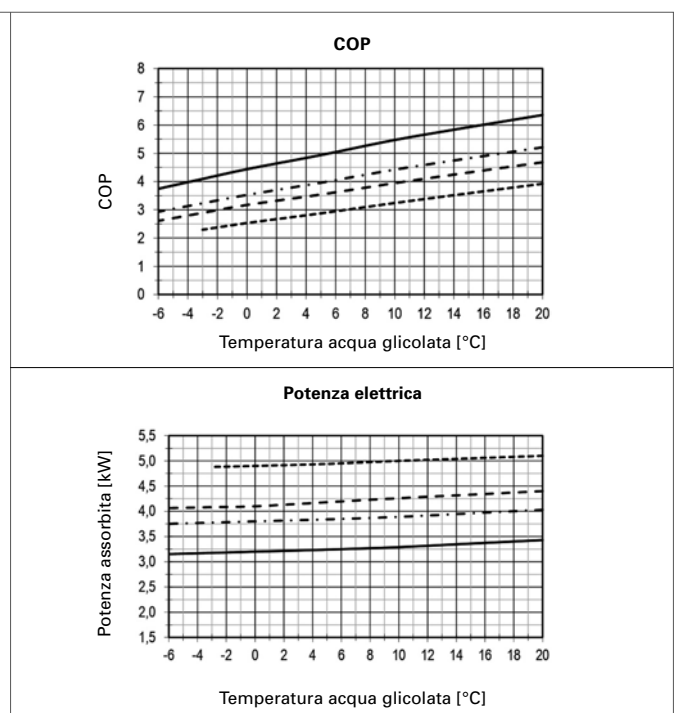 COP
8
7
6
5
4
3
2
1
0
COP
-6 -4 -2 0 2 4 6 8 10 12 14 16 18 20
Temperatura acqua glicolata [°C]
Potenza elettrica
5,5
5,0
4,5
4,0
3,5
3,0
2,5
2,0
1,5
Potenza assorbita [kW]
-6 -4 -2 0 2 4 6 8 10 12 14 16 18 20
Temperatura acqua glicolata [°C]